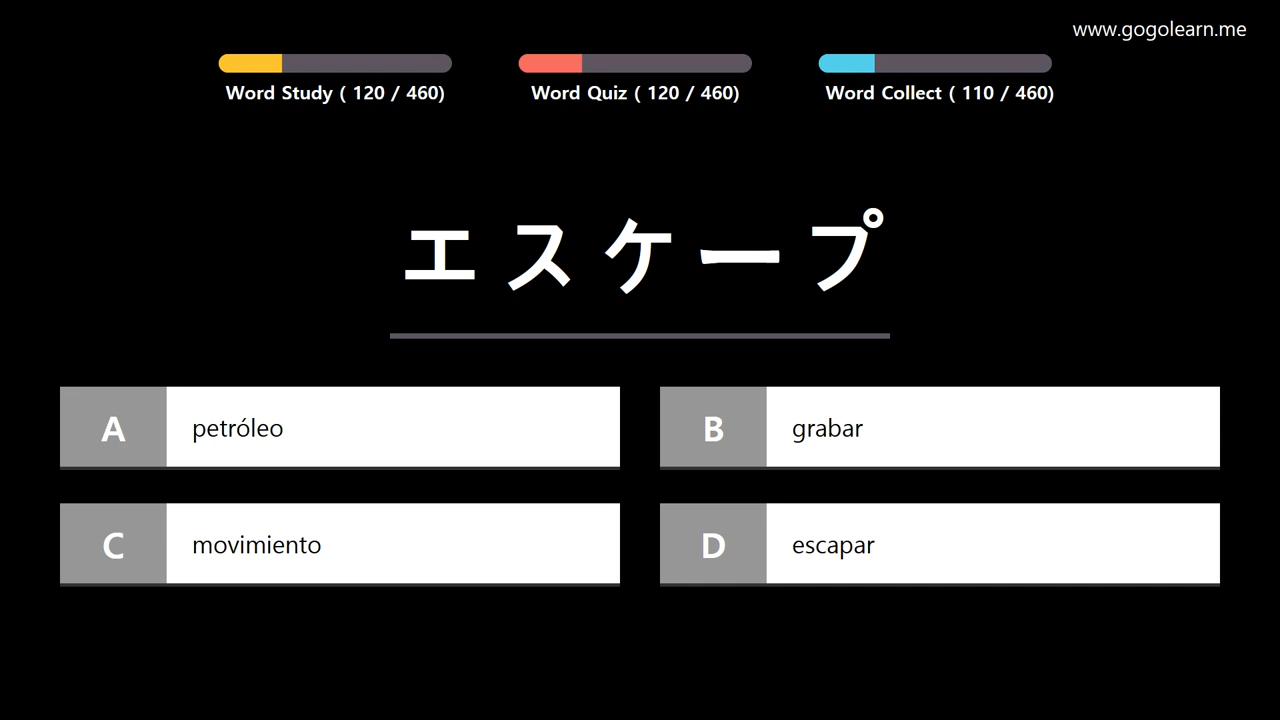 www.gogolearn.me
Word Study ( 120 / 460)
Word Quiz ( 120 / 460)
Word Collect ( 110 / 460)
エスケープ
A petróleo
B grabar
C movimiento
D escapar